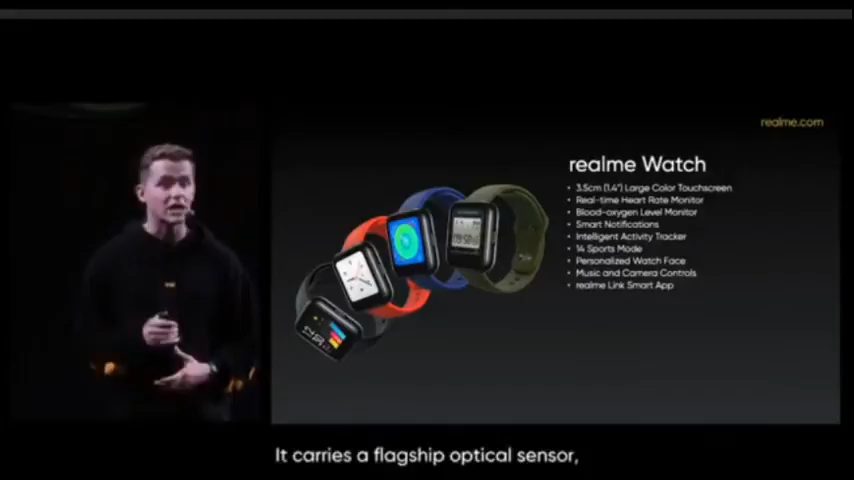 realme.com
realme Watch
• 3.5cm (1.4") Large Color Touchscreen
• Real-time Heart Rate Monitor
• Blood-oxygen Level Monitor
• Smart Notifications
• Intelligent Activity Tracker
• 14 Sports Mode
• Personalized Watch Face
• Music and Camera Controls
• realme Link Smart App
It carries a flagship optical sensor,